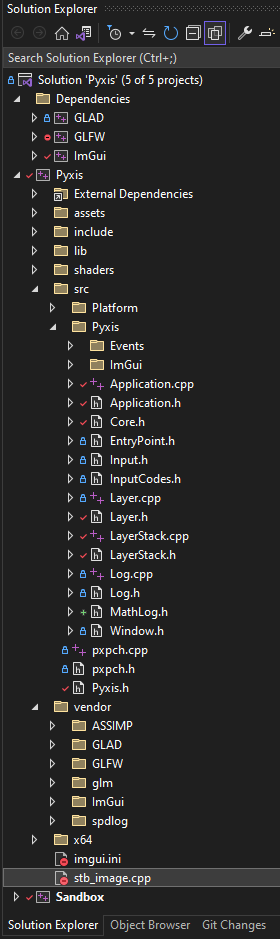 Solution Explorer
Search Solution Explorer (Ctrl+;)
Solution 'Pyxis' (5 of 5 projects)
Dependencies
GLAD
GLFW
ImGui
Pyxis
External Dependencies
assets
include
lib
shaders
src
Platform
Pyxis
Events
ImGui
Application.cpp
Application.h
Core.h
EntryPoint.h
Input.h
InputCodes.h
Layer.cpp
Layer.h
LayerStack.cpp
LayerStack.h
Log.cpp
Log.h
MathLog.h
Window.h
pxpch.cpp
pxpch.h
Pyxis.h
vendor
ASSIMP
GLAD
GLFW
glm
ImGui
spdlog
x64
imgui.ini
stb_image.cpp
Sandbox
Solution Explorer Object Browser Git Changes